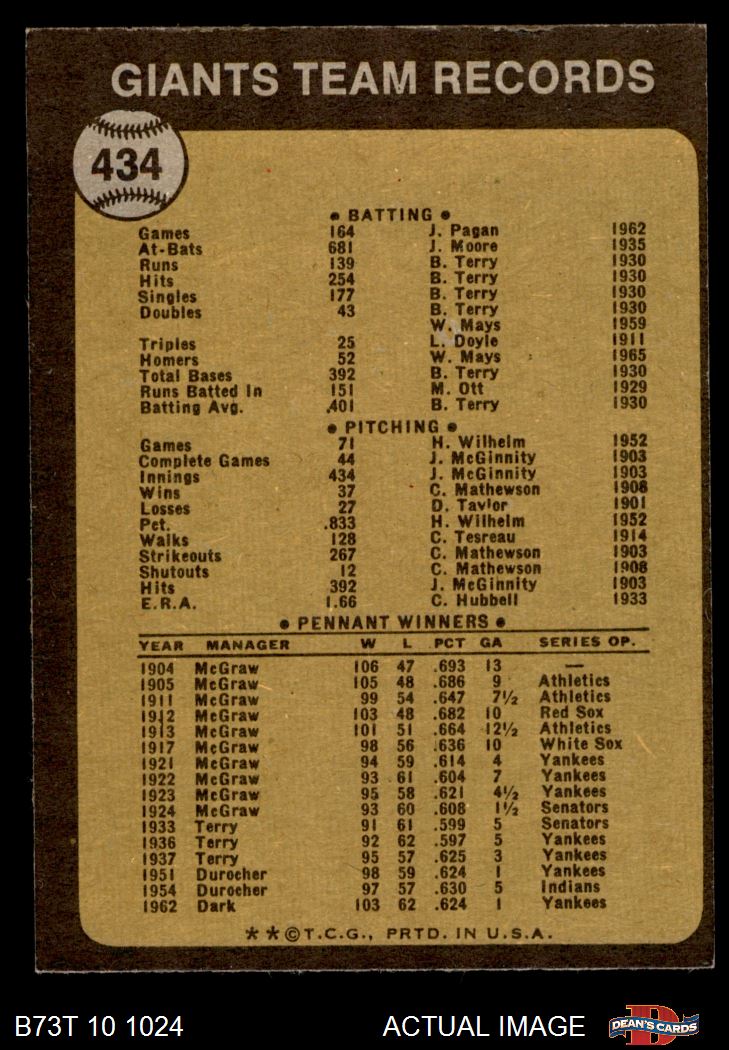 GIANTS TEAM RECORDS
434
● BATTING ●
Games 164 J. Pagan 1962
At-Bats 681 J. Moore 1935
Runs 139 B. Terry 1930
Hits 254 B. Terry 1930
Singles 177 B. Terry 1930
Doubles 43 B. Terry 1930
W. Mays 1959
Triples 25 L. Doyle 1911
Homers 52 W. Mays 1965
Total Bases 392 B. Terry 1930
Runs Batted In 151 M. Ott 1929
Batting Avg. .401 B. Terry 1930
● PITCHING ●
Games 71 H. Wilhelm 1952
Complete Games 44 J. McGinnity 1903
Innings 434 J. McGinnity 1903
Wins 37 C. Mathewson 1908
Losses 27 D. Taylor 1901
Pct. .833 H. Wilhelm 1952
Walks 128 C. Tesreau 1914
Strikeouts 267 C. Mathewson 1903
Shutouts 12 C. Mathewson 1908
Hits 392 J. McGinnity 1903
E.R.A. 1.66 C. Hubbell 1933
● PENNANT WINNERS ●
YEAR MANAGER W L PCT GA SERIES OP.
1904 McGraw 106 47 .693 13 —
1905 McGraw 105 48 .686 9 Athletics
1911 McGraw 99 54 .647 7½ Athletics
1912 McGraw 103 48 .682 10 Red Sox
1913 McGraw 101 51 .664 12½ Athletics
1917 McGraw 98 56 .636 10 White Sox
1921 McGraw 94 59 .614 4 Yankees
1922 McGraw 93 61 .604 7 Yankees
1923 McGraw 95 58 .621 4½ Yankees
1924 McGraw 93 60 .608 1½ Senators
1933 Terry 91 61 .599 5 Senators
1936 Terry 92 62 .597 5 Yankees
1937 Terry 95 57 .625 3 Yankees
1951 Durocher 98 59 .624 1 Yankees
1954 Durocher 97 57 .630 5 Indians
1962 Dark 103 62 .624 1 Yankees
★★©T.C.G., PRTD. IN U.S.A.
B73T 10 1024 ACTUAL IMAGE D DEAN'S CARDS